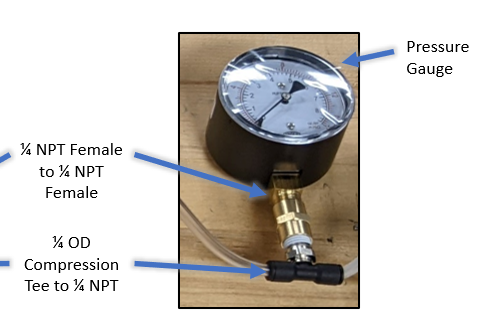 Pressure
Gauge
¼ NPT Female
to ¼ NPT
Female
¼ OD
Compression
Tee to ¼ NPT